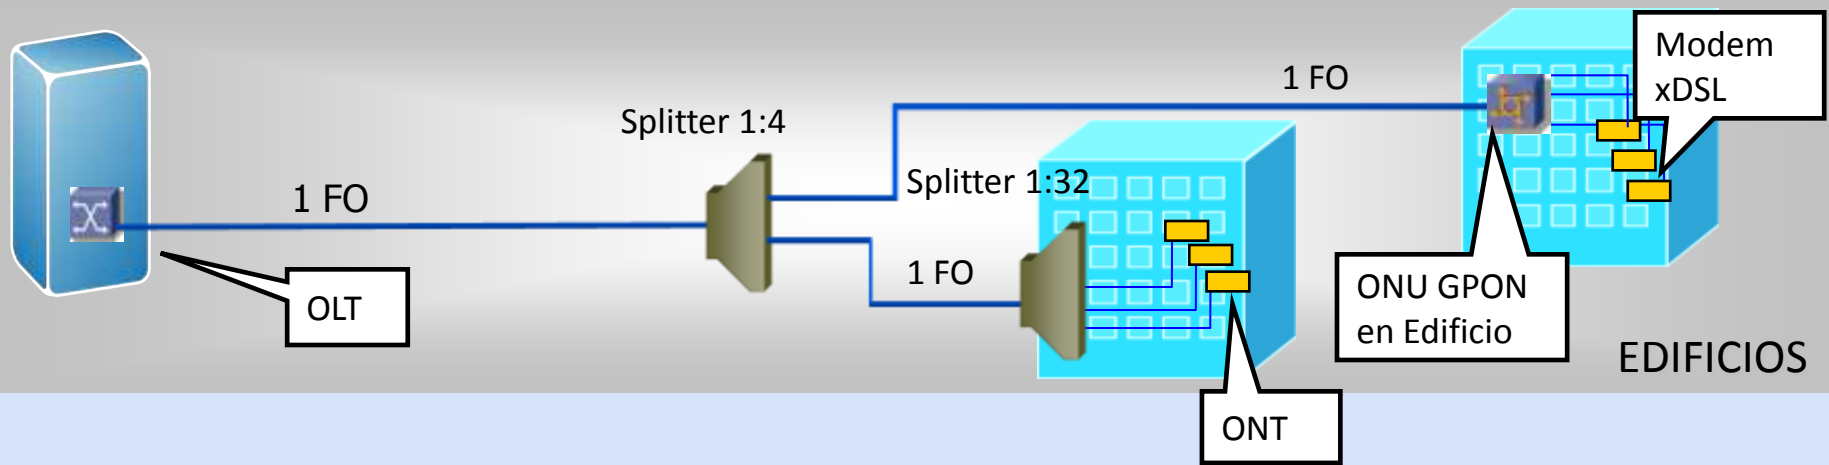 Modem
xDSL
1 FO
Splitter 1:4
Splitter 1:32
1 FO
1 FO
OLT
ONU GPON
en Edificio
EDIFICIOS
ONT